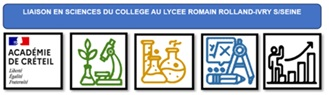 LIAISON EN SCIENCES DU COLLEGE AU LYCEE ROMAIN ROLLAND-IVRY S/SEINE
ACADÉMIE
DE CRÉTEIL
Liberté
Égalité
Fraternité